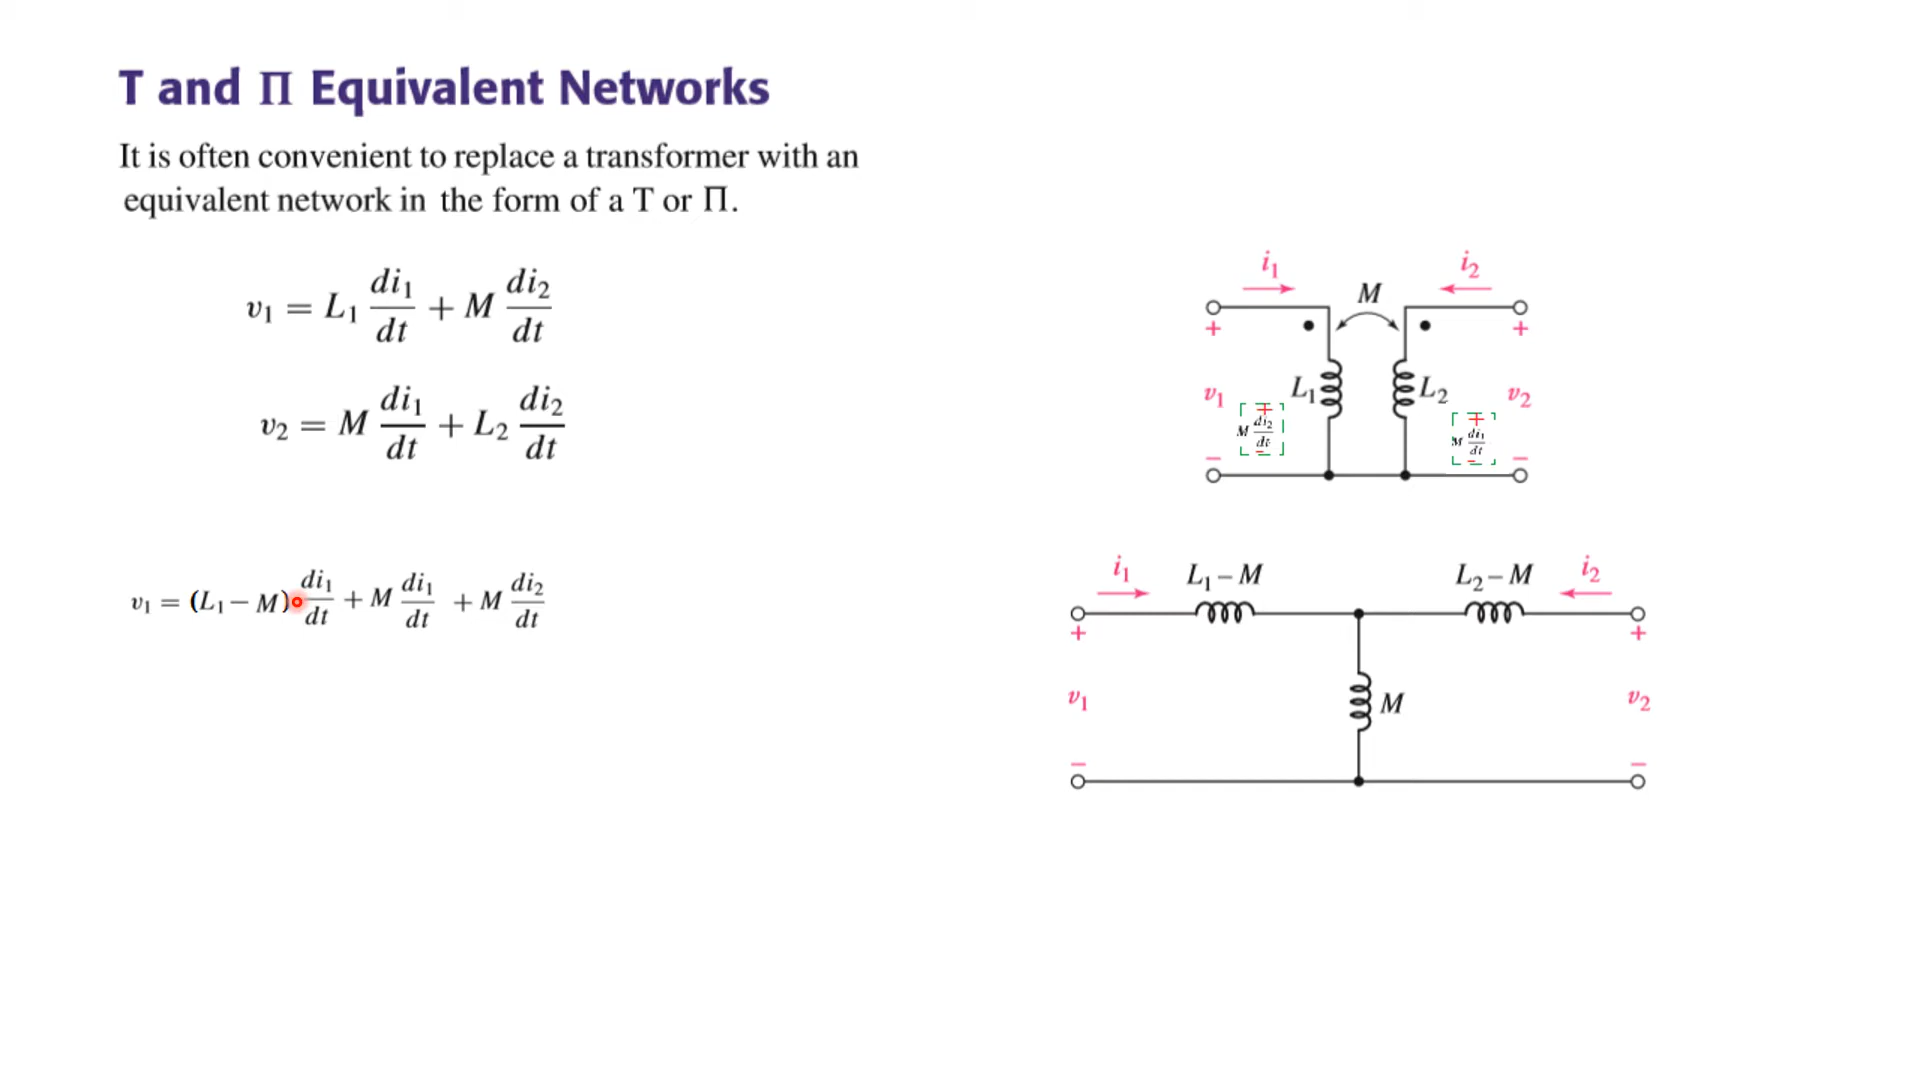 T and Π Equivalent Networks
It is often convenient to replace a transformer with an
equivalent network in the form of a T or Π.
v₁ = L₁ di₁/dt + M di₂/dt
v₂ = M di₁/dt + L₂ di₂/dt
v₁ = (L₁ − M) di₁/dt + M di₁/dt + M di₂/dt
i₁
M
i₂
+
+
v₁
L₁
L₂
v₂
+
M di₂/dt
−
+
M di₁/dt
−
−
−
i₁
L₁ − M
L₂ − M
i₂
+
+
v₁
M
v₂
−
−